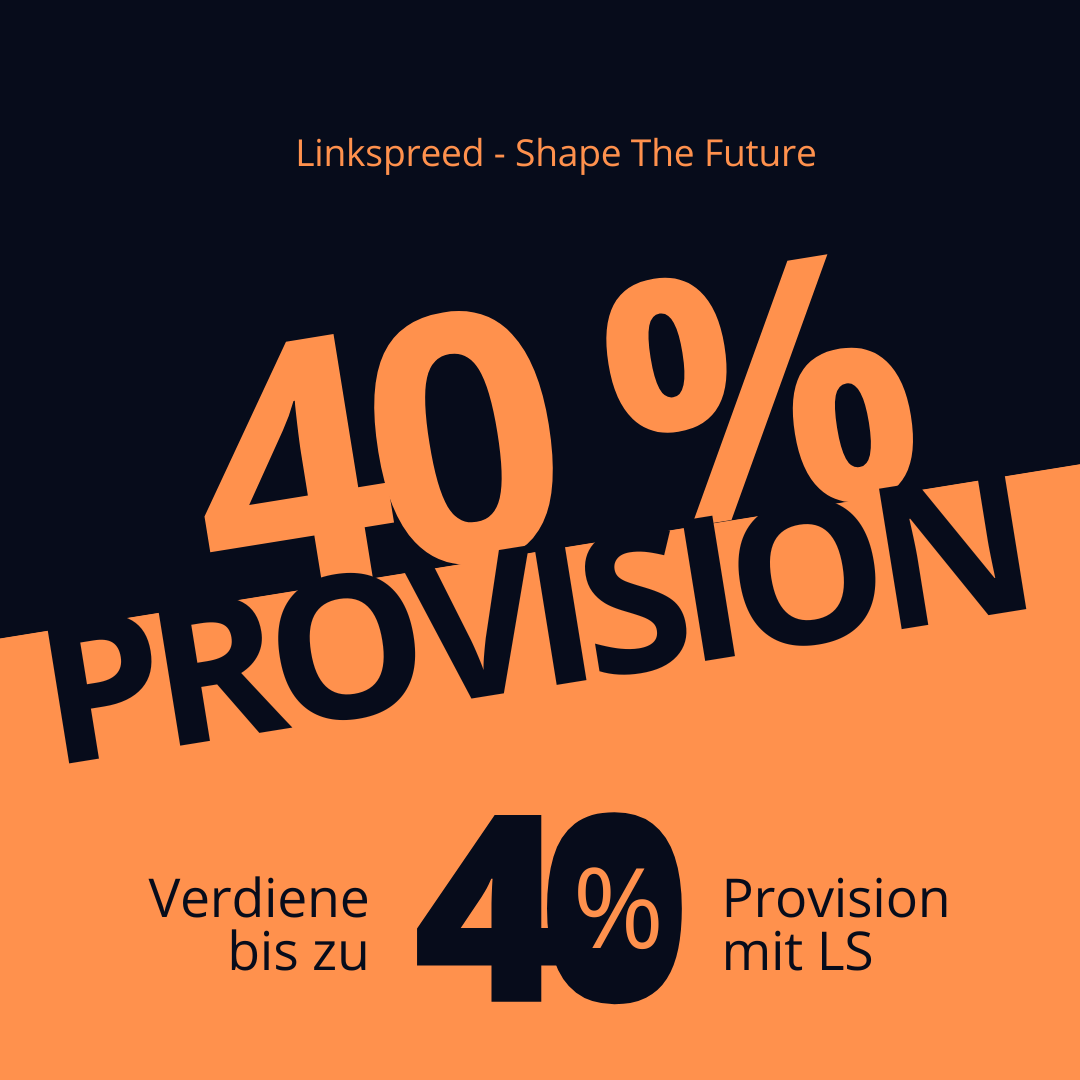 Linkspreed - Shape The Future
40 %
PROVISION
Verdiene
bis zu
40
%
Provision
mit LS